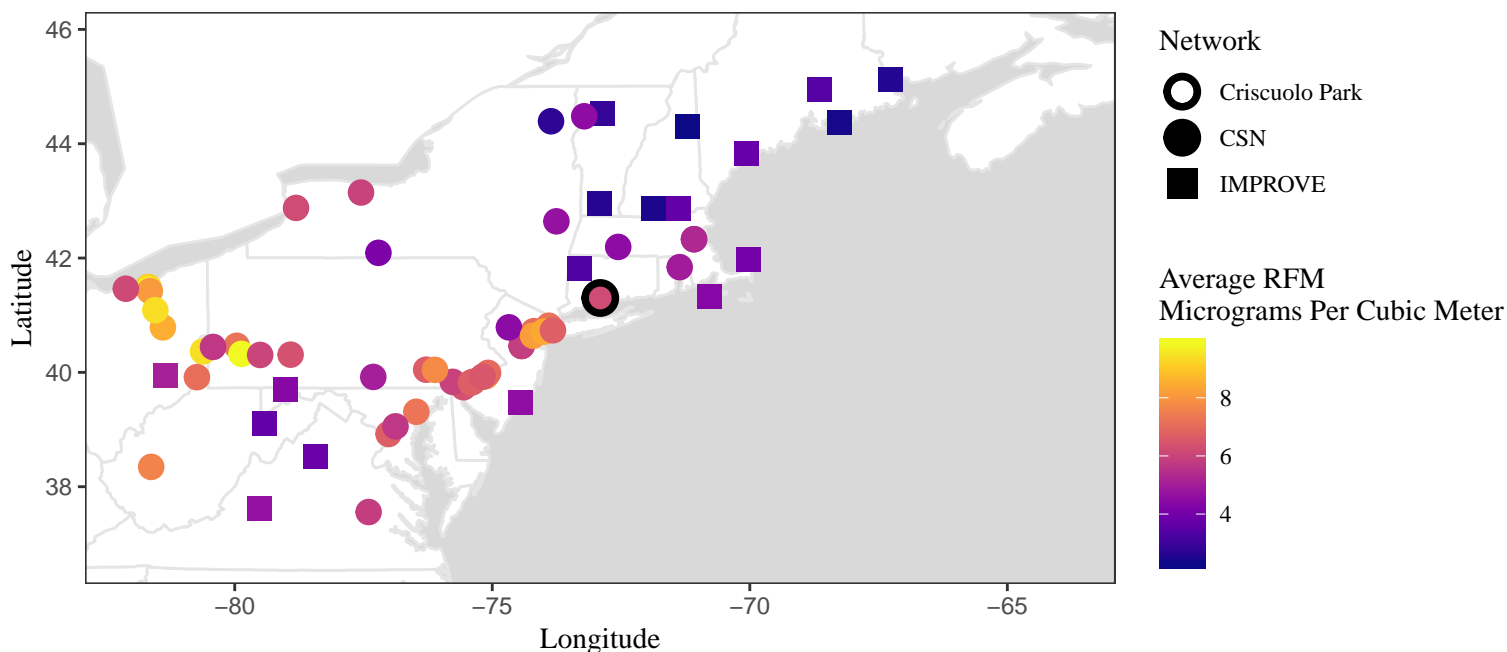 46
44
42
40
38
Latitude
−80
−75
−70
−65
Longitude
Network
Criscuolo Park
CSN
IMPROVE
Average RFM
Micrograms Per Cubic Meter
8
6
4